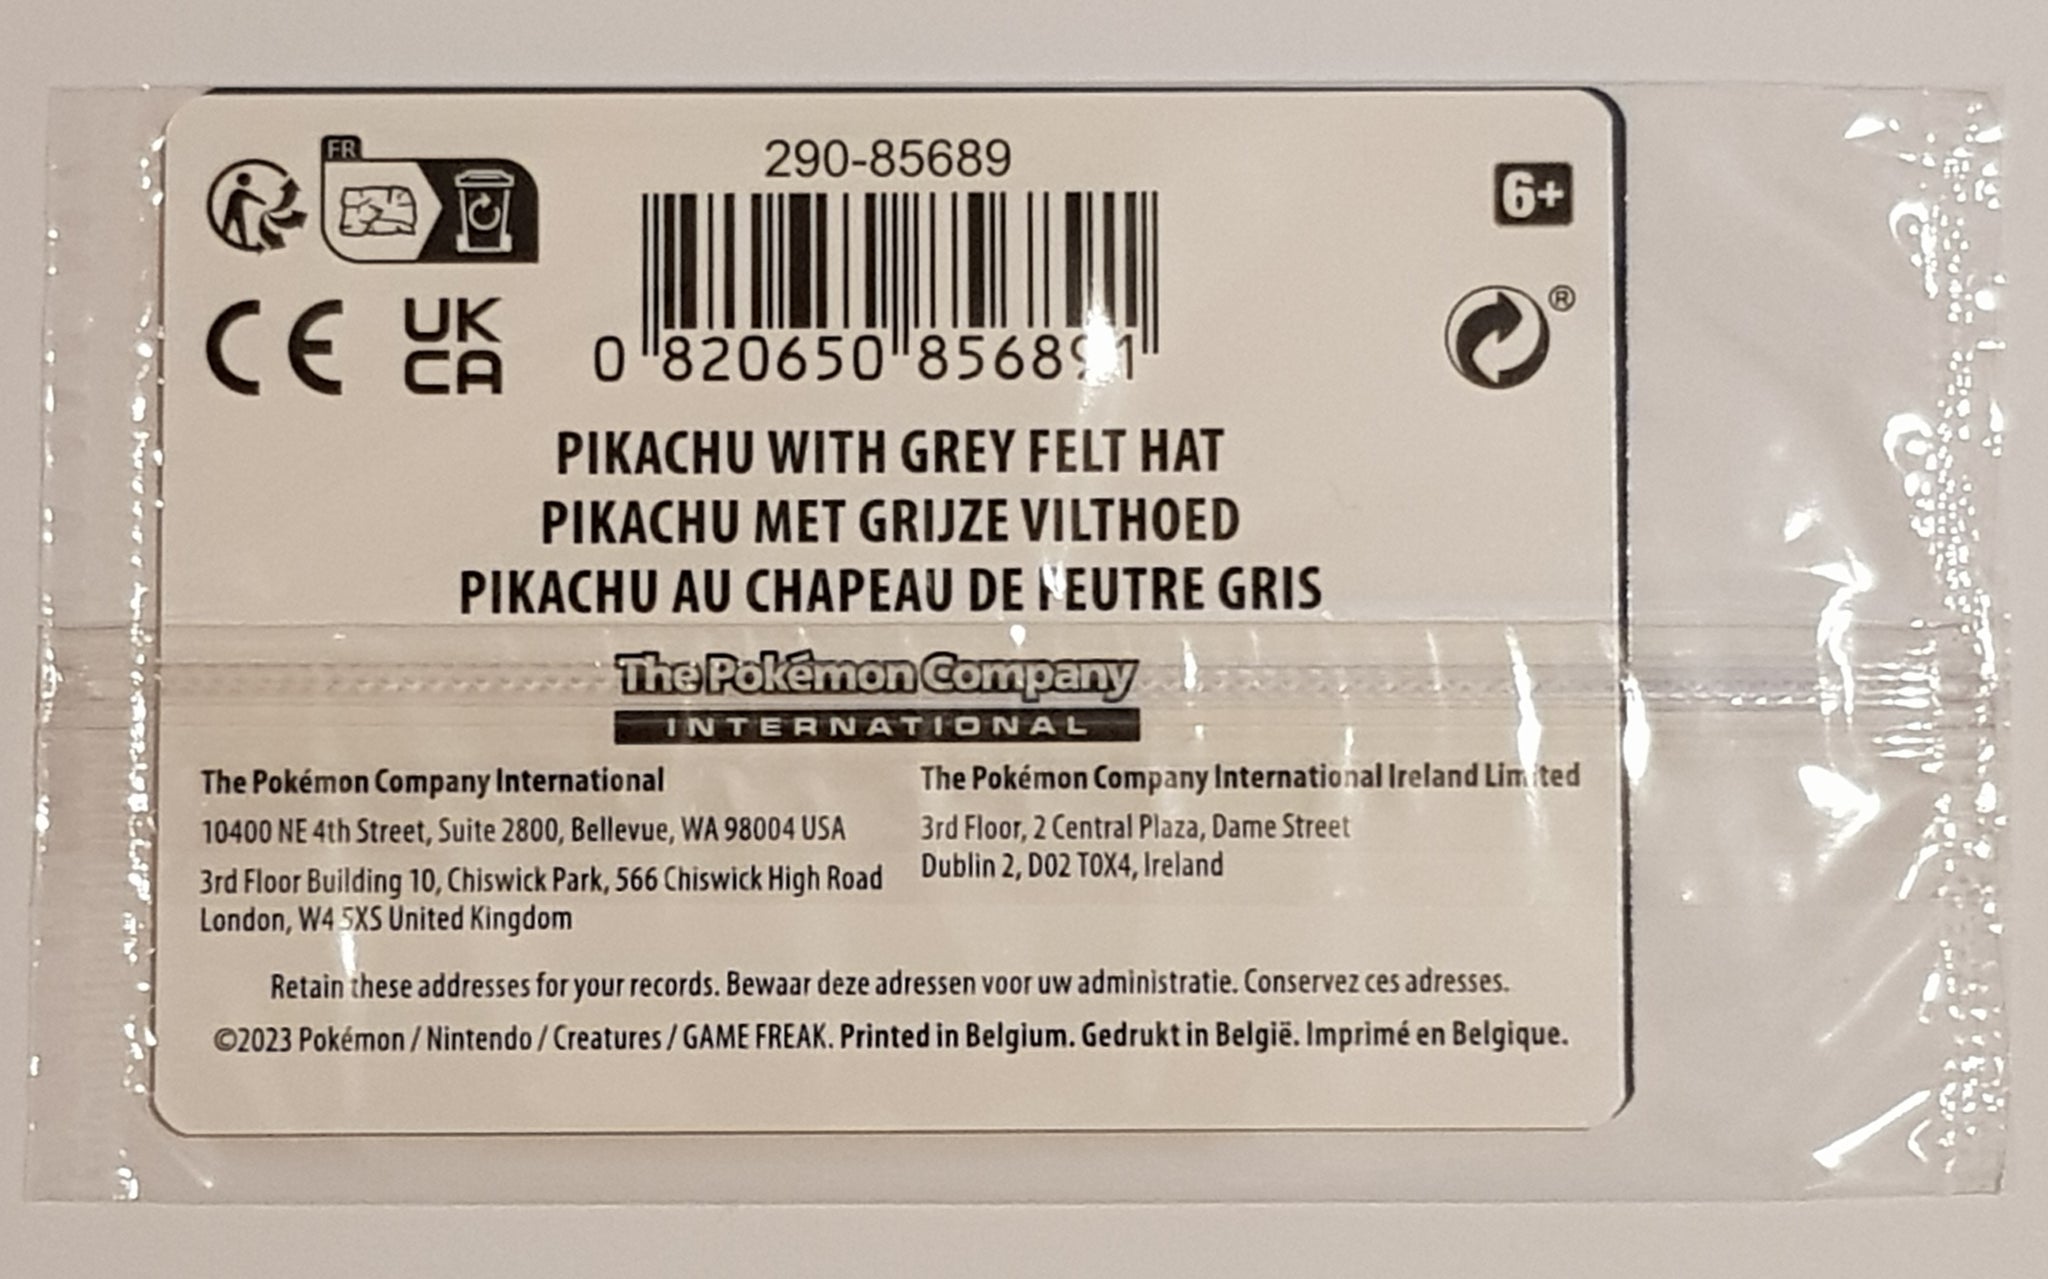 FR
290-85689
6+
CE
UK
CA
®
0 820650 856891
PIKACHU WITH GREY FELT HAT
PIKACHU MET GRIJZE VILTHOED
PIKACHU AU CHAPEAU DE FEUTRE GRIS
The Pokémon Company
INTERNATIONAL
The Pokémon Company International
10400 NE 4th Street, Suite 2800, Bellevue, WA 98004 USA
3rd Floor Building 10, Chiswick Park, 566 Chiswick High Road
London, W4 5XS United Kingdom
The Pokémon Company International Ireland Limited
3rd Floor, 2 Central Plaza, Dame Street
Dublin 2, D02 T0X4, Ireland
Retain these addresses for your records. Bewaar deze adressen voor uw administratie. Conservez ces adresses.
©2023 Pokémon / Nintendo / Creatures / GAME FREAK. Printed in Belgium. Gedrukt in België. Imprimé en Belgique.